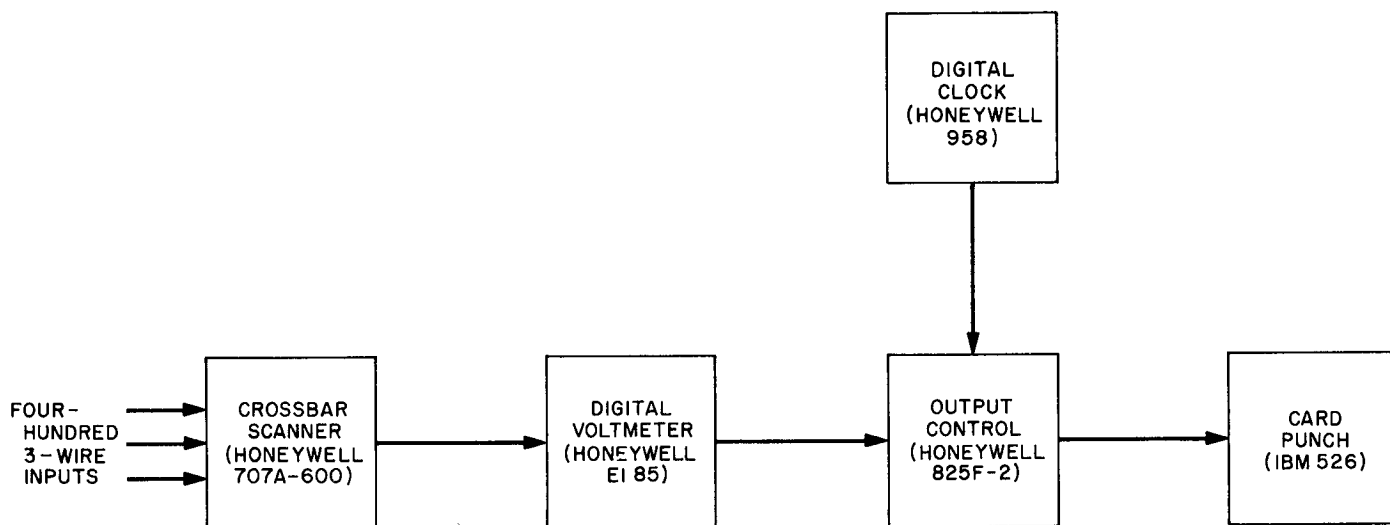 DIGITAL
CLOCK
(HONEYWELL
958)
FOUR-
HUNDRED
3-WIRE
INPUTS
CROSSBAR
SCANNER
(HONEYWELL
707A-600)
DIGITAL
VOLTMETER
(HONEYWELL
EI 85)
OUTPUT
CONTROL
(HONEYWELL
825F-2)
CARD
PUNCH
(IBM 526)